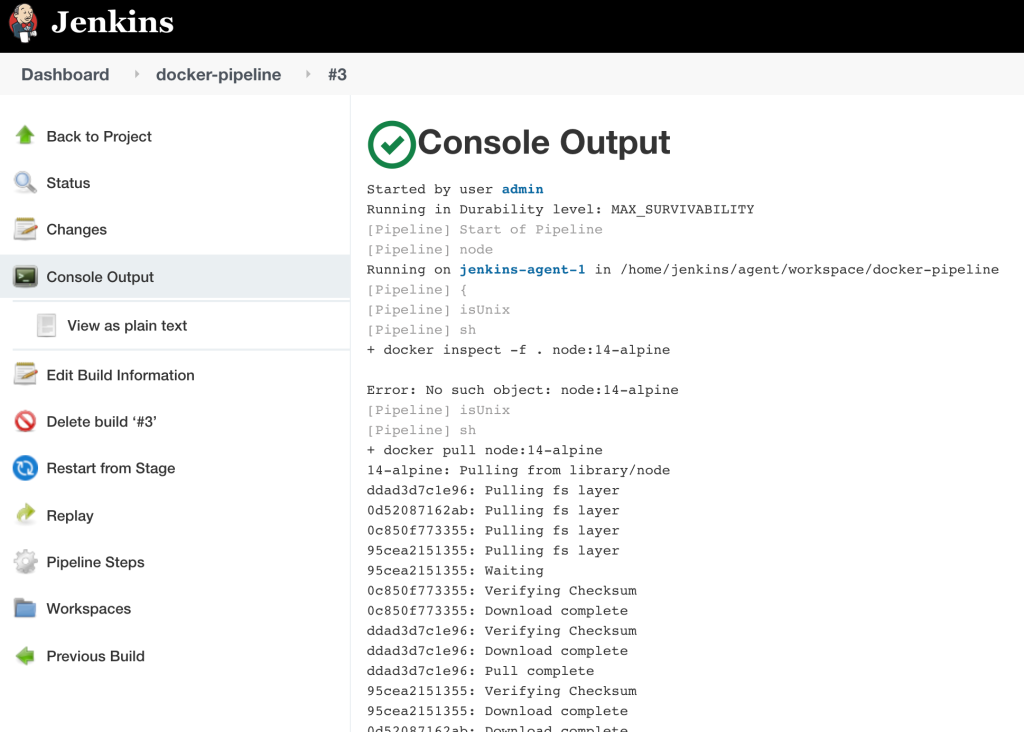 Jenkins
Dashboard
docker-pipeline
#3
Back to Project
Status
Changes
Console Output
View as plain text
Edit Build Information
Delete build ‘#3’
Restart from Stage
Replay
Pipeline Steps
Workspaces
Previous Build
Console Output
Started by user admin
Running in Durability level: MAX_SURVIVABILITY
[Pipeline] Start of Pipeline
[Pipeline] node
Running on jenkins-agent-1 in /home/jenkins/agent/workspace/docker-pipeline
[Pipeline] {
[Pipeline] isUnix
[Pipeline] sh
+ docker inspect -f . node:14-alpine
Error: No such object: node:14-alpine
[Pipeline] isUnix
[Pipeline] sh
+ docker pull node:14-alpine
14-alpine: Pulling from library/node
ddad3d7c1e96: Pulling fs layer
0d52087162ab: Pulling fs layer
0c850f773355: Pulling fs layer
95cea2151355: Pulling fs layer
95cea2151355: Waiting
0c850f773355: Verifying Checksum
0c850f773355: Download complete
ddad3d7c1e96: Verifying Checksum
ddad3d7c1e96: Download complete
ddad3d7c1e96: Pull complete
95cea2151355: Verifying Checksum
95cea2151355: Download complete
0d52087162ab: Download complete